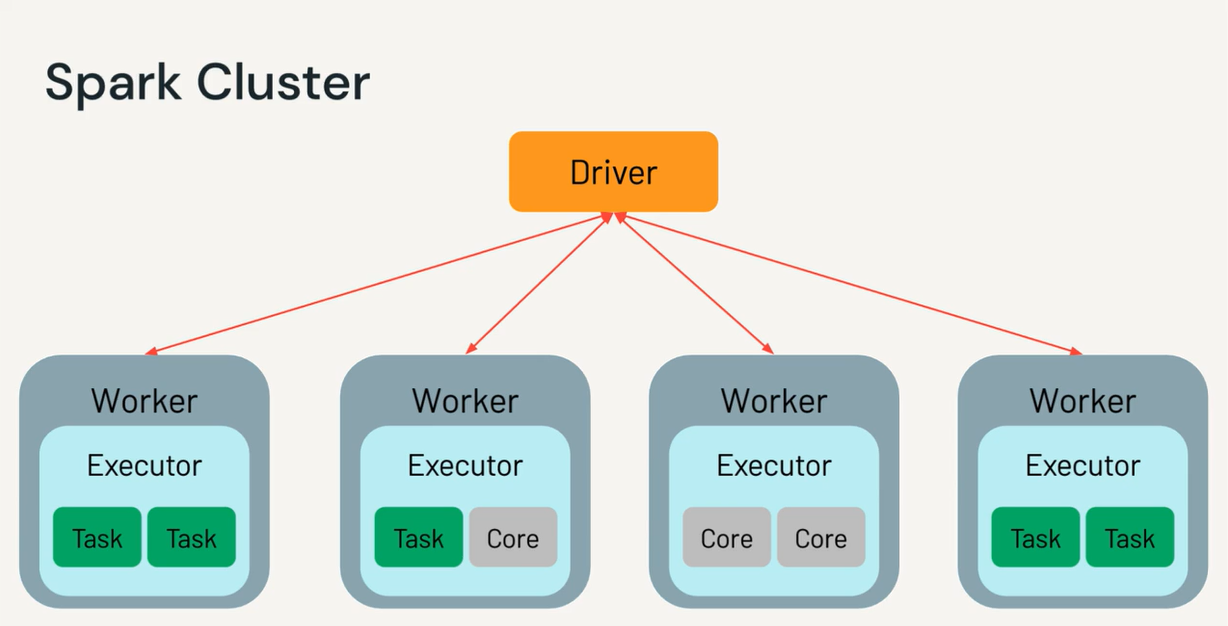 Spark Cluster
Driver
Worker
Executor
Task Task
Worker
Executor
Task Core
Worker
Executor
Core Core
Worker
Executor
Task Task